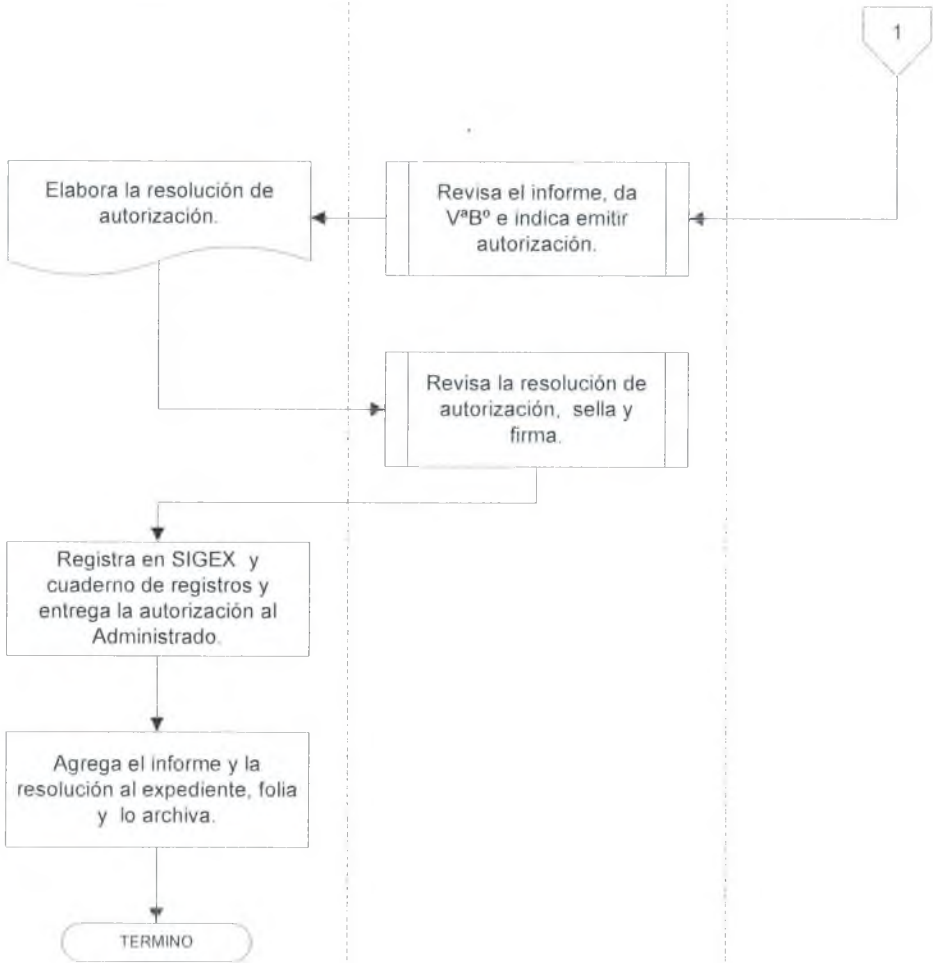 1
Revisa el informe, da
VªBº e indica emitir
autorización.
Elabora la resolución de
autorización.
Revisa la resolución de
autorización, sella y
firma.
Registra en SIGEX y
cuaderno de registros y
entrega la autorización al
Administrado.
Agrega el informe y la
resolución al expediente, folia
y lo archiva.
TERMINO